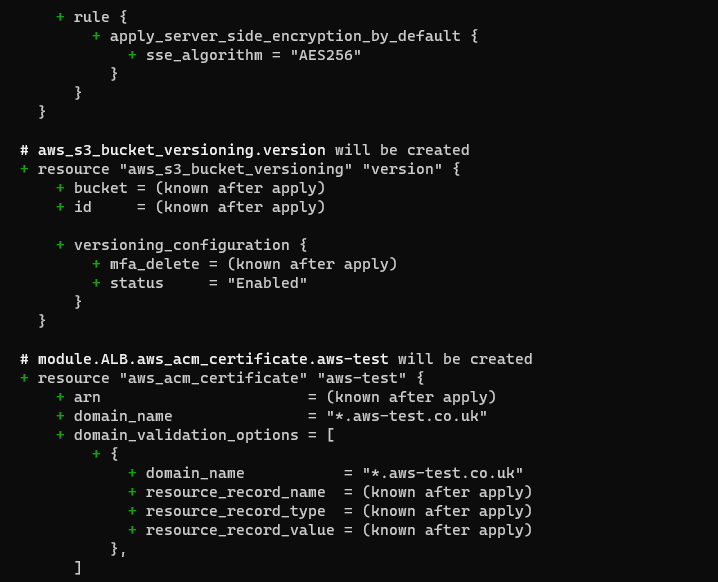 + rule {
        + apply_server_side_encryption_by_default {
            + sse_algorithm = "AES256"
          }
      }
  }

# aws_s3_bucket_versioning.version will be created
+ resource "aws_s3_bucket_versioning" "version" {
    + bucket = (known after apply)
    + id     = (known after apply)

    + versioning_configuration {
        + mfa_delete = (known after apply)
        + status     = "Enabled"
      }
  }

# module.ALB.aws_acm_certificate.aws-test will be created
+ resource "aws_acm_certificate" "aws-test" {
    + arn                       = (known after apply)
    + domain_name               = "*.aws-test.co.uk"
    + domain_validation_options = [
        + {
            + domain_name           = "*.aws-test.co.uk"
            + resource_record_name  = (known after apply)
            + resource_record_type  = (known after apply)
            + resource_record_value = (known after apply)
          },
      ]